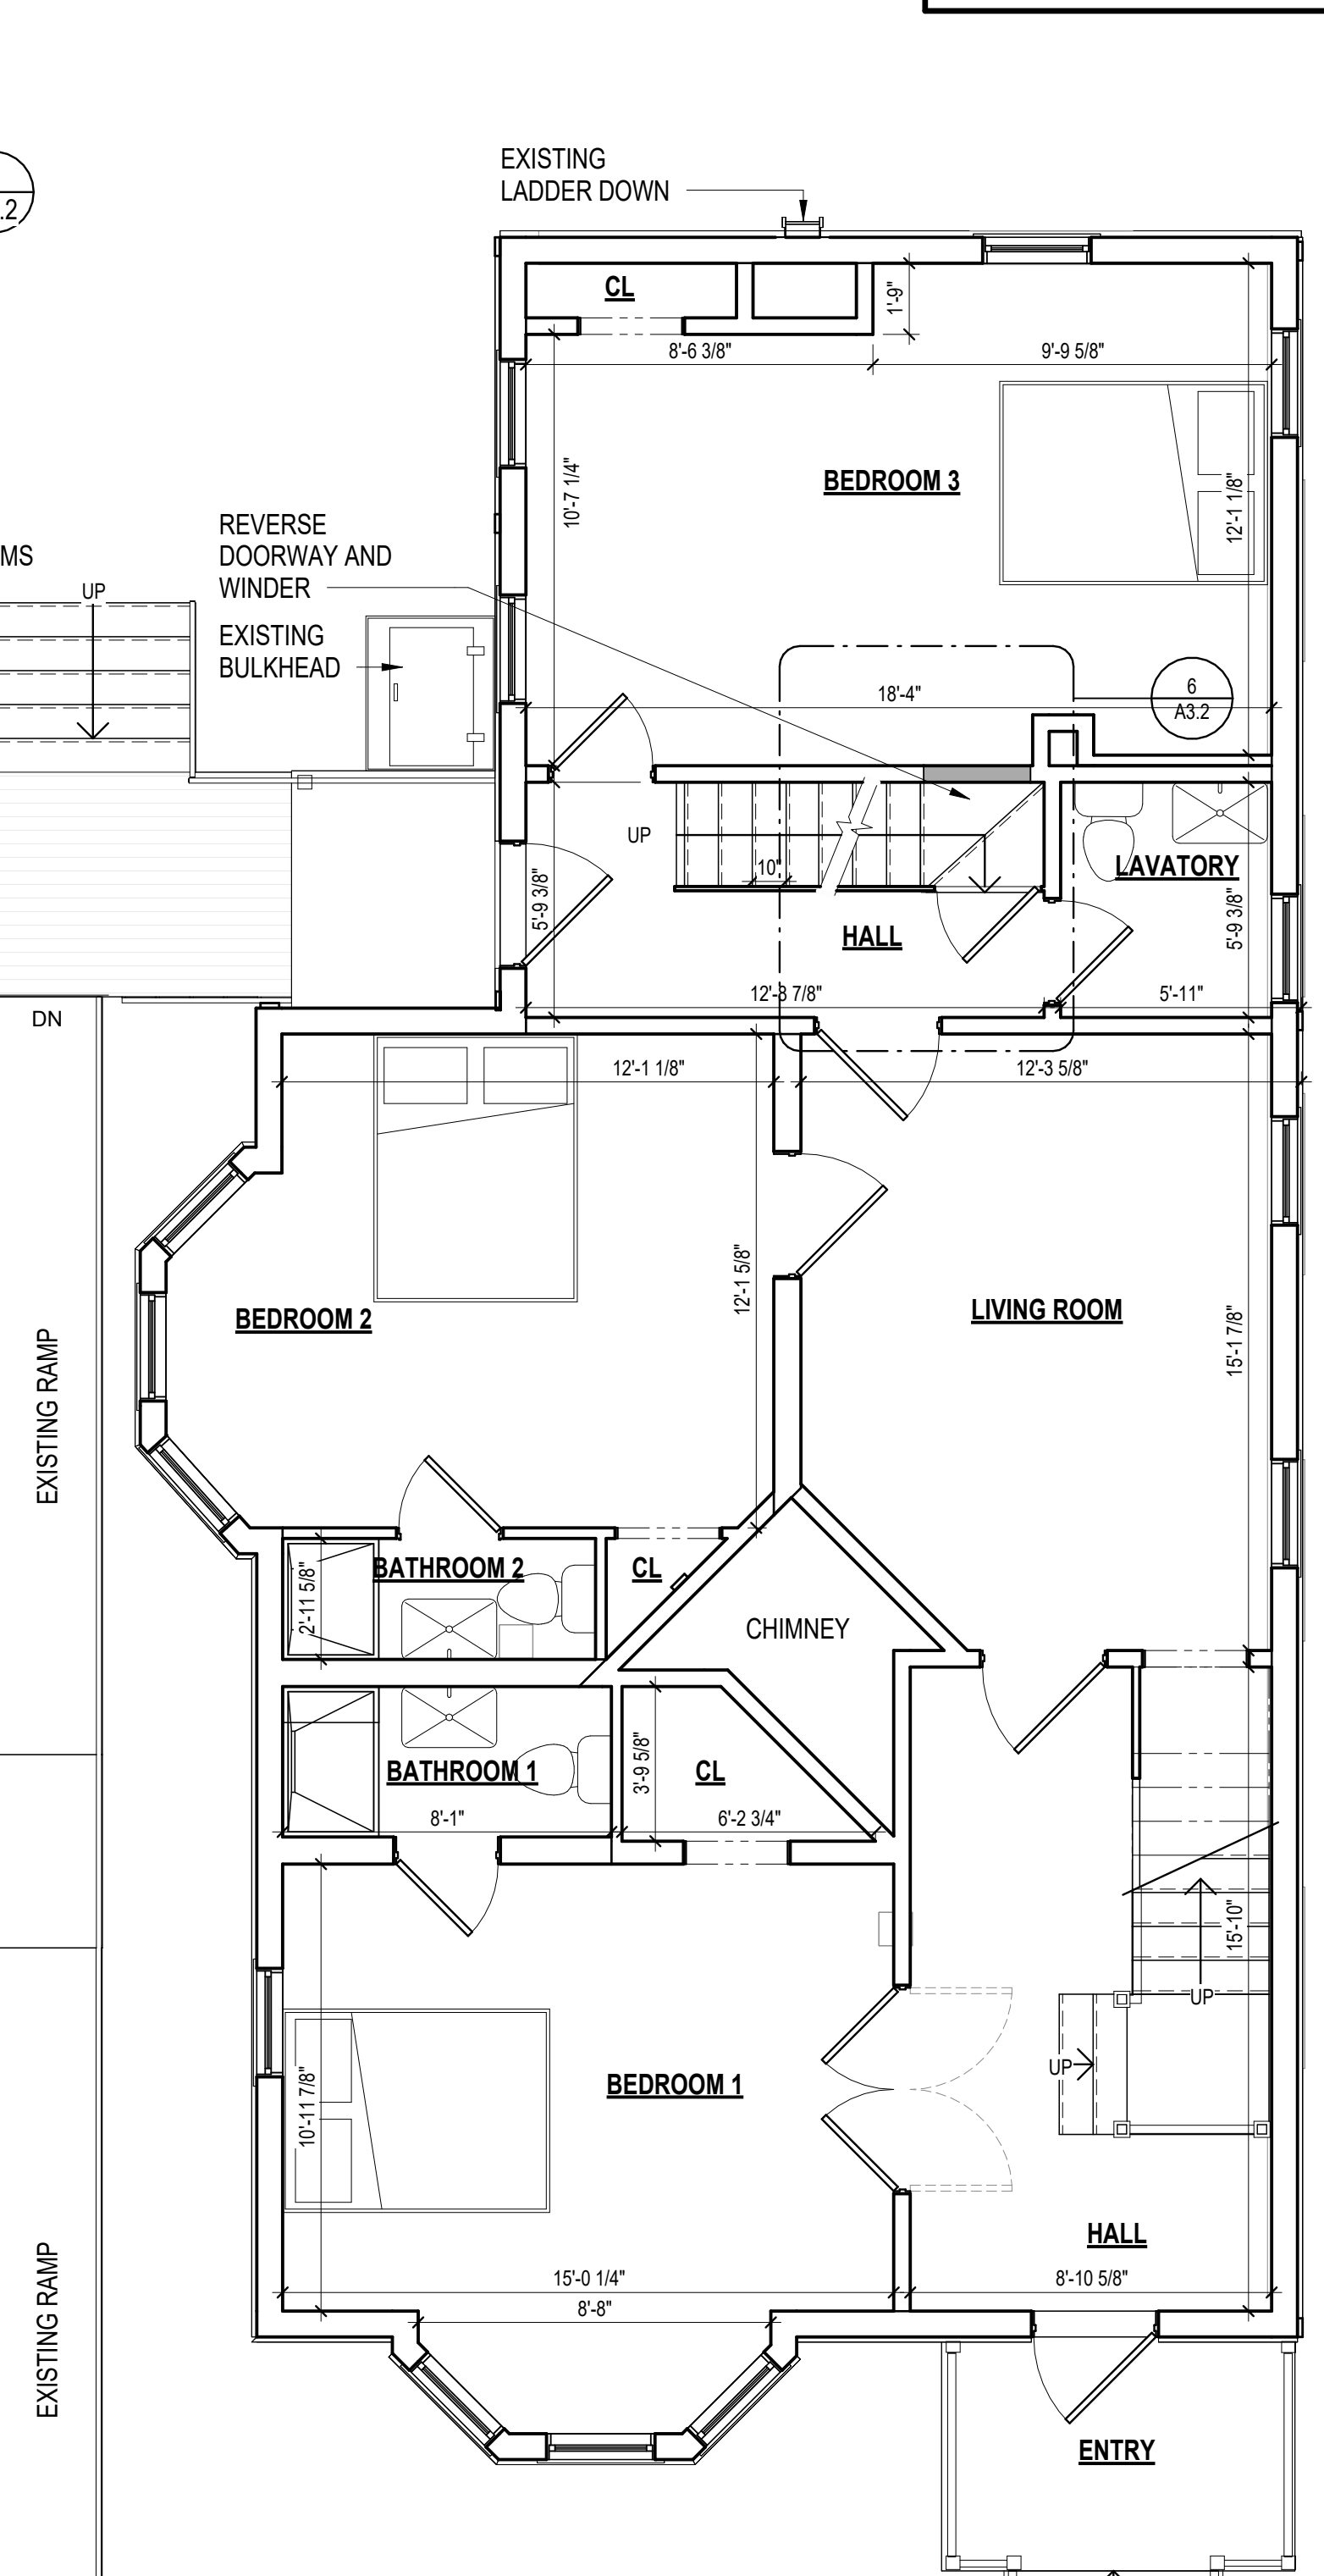 .2
EXISTING
LADDER DOWN
CL
1'-9"
8'-6 3/8"
9'-9 5/8"
BEDROOM 3
10'-7 1/4"
12'-1 1/8"
REVERSE
DOORWAY AND
WINDER
MS
UP
EXISTING
BULKHEAD
18'-4"
6
A3.2
UP
10"
LAVATORY
5'-9 3/8"
HALL
5'-9 3/8"
12'-8 7/8"
5'-11"
DN
12'-1 1/8"
12'-3 5/8"
12'-1 5/8"
BEDROOM 2
LIVING ROOM
15'-1 7/8"
EXISTING RAMP
BATHROOM 2
CL
2'-11 5/8"
CHIMNEY
BATHROOM 1
3'-9 5/8"
CL
8'-1"
6'-2 3/4"
15'-10"
UP
UP
BEDROOM 1
10'-11 7/8"
HALL
15'-0 1/4"
8'-10 5/8"
8'-8"
EXISTING RAMP
ENTRY